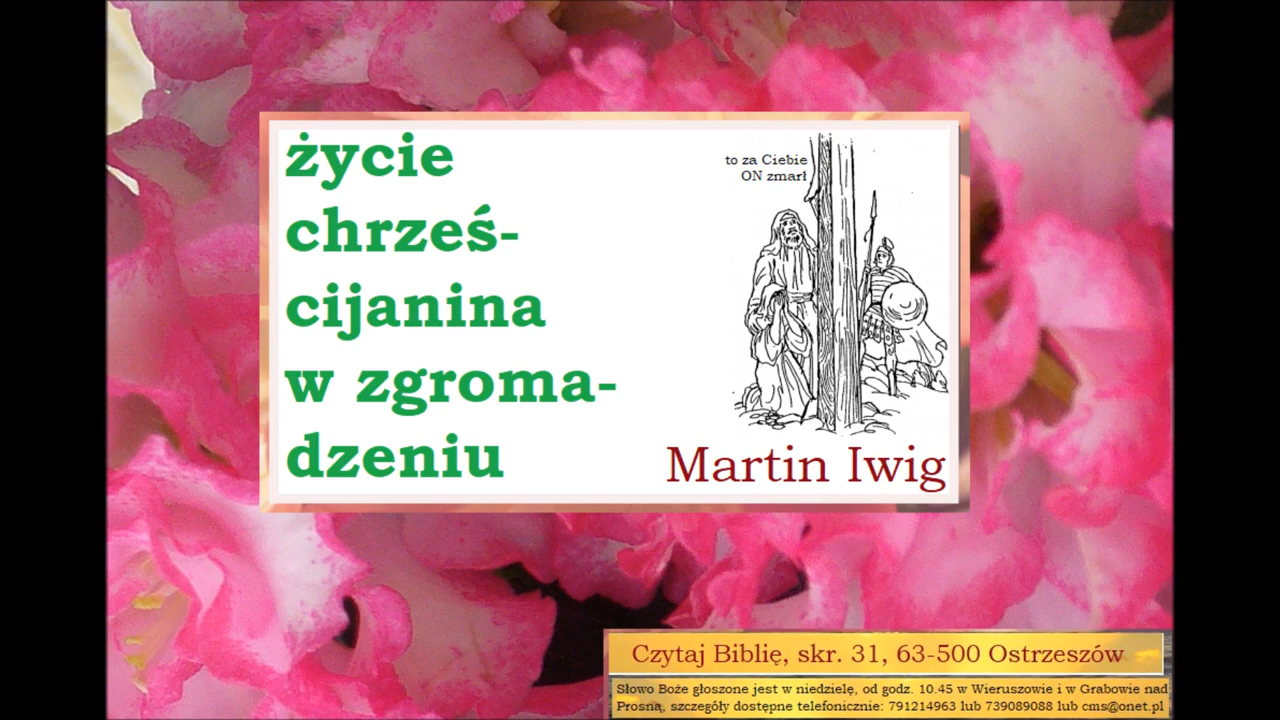 życie
chrześ-
cijanina
w zgroma-
dzeniu
to za Ciebie
ON zmarł
Martin Iwig
Czytaj Biblię, skr. 31, 63-500 Ostrzeszów
Słowo Boże głoszone jest w niedzielę, od godz. 10.45 w Wieruszowie i w Grabowie nad
Prosną, szczegóły dostępne telefonicznie: 791214963 lub 739089088 lub cms@onet.pl